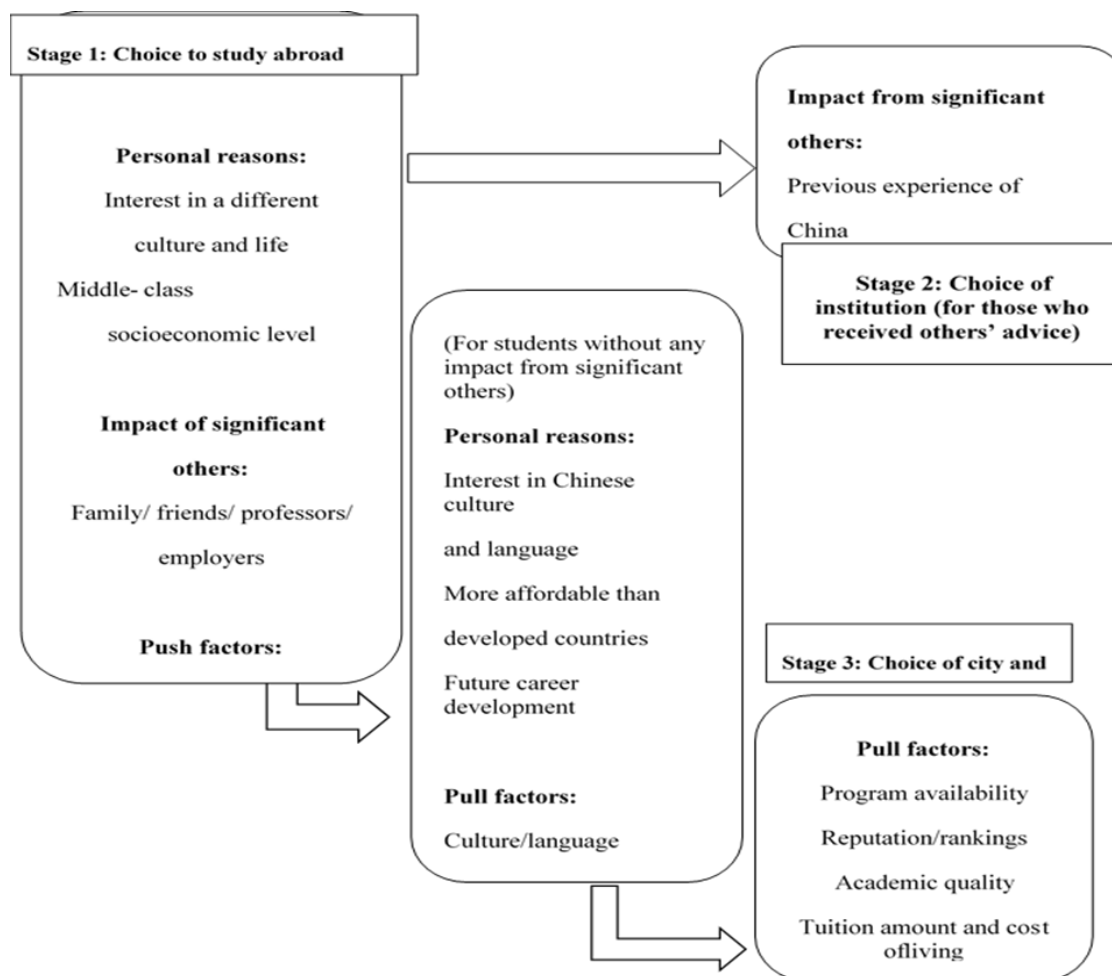 Stage 1: Choice to study abroad
Personal reasons:
Interest in a different
culture and life
Middle- class
socioeconomic level
Impact of significant
others:
Family/ friends/ professors/
employers
Push factors:
Impact from significant
others:
Previous experience of
China
Stage 2: Choice of
institution (for those who
received others’ advice)
(For students without any
impact from significant
others)
Personal reasons:
Interest in Chinese
culture
and language
More affordable than
developed countries
Future career
development
Pull factors:
Culture/language
Stage 3: Choice of city and
Pull factors:
Program availability
Reputation/rankings
Academic quality
Tuition amount and cost
ofliving